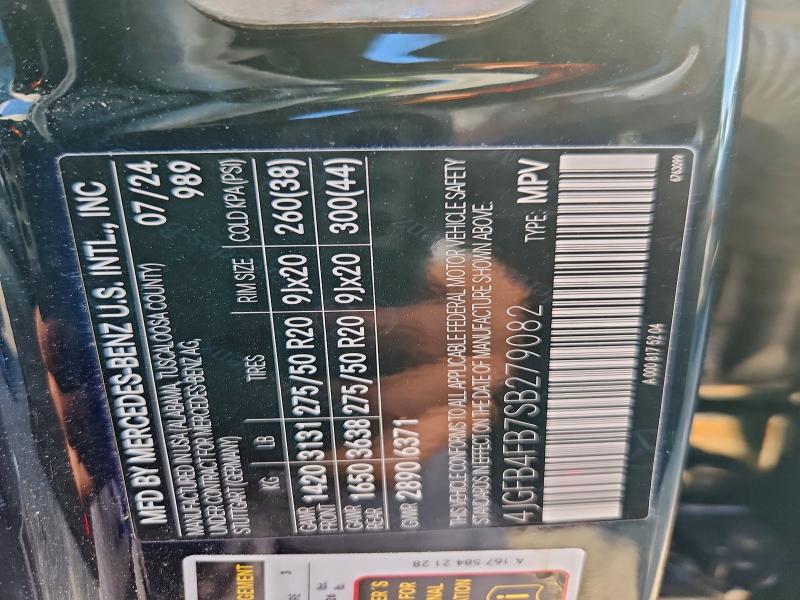 MFD BY MERCEDES-BENZ U.S. INTL., INC
MANUFACTURED IN USA (ALABAMA, TUSCALOOSA COUNTY) 07/24
UNDER CONTRACT FOR MERCEDES-BENZ AG, 989
STUTTGART (GERMANY)
KG LB TIRES RIM SIZE COLD KPA (PSI)
GAWR FRONT 1420 3131 275/50 R20 9Jx20 260(38)
GAWR REAR 1650 3638 275/50 R20 9Jx20 300(44)
GVWR 2890 6371
THIS VEHICLE CONFORMS TO ALL APPLICABLE FEDERAL MOTOR VEHICLE SAFETY
STANDARDS IN EFFECT ON THE DATE OF MANUFACTURE SHOWN ABOVE.
4JGFB4FB7SB279082 TYPE: MPV
A 000 817 52 04 6763099
A 167 584 21 28